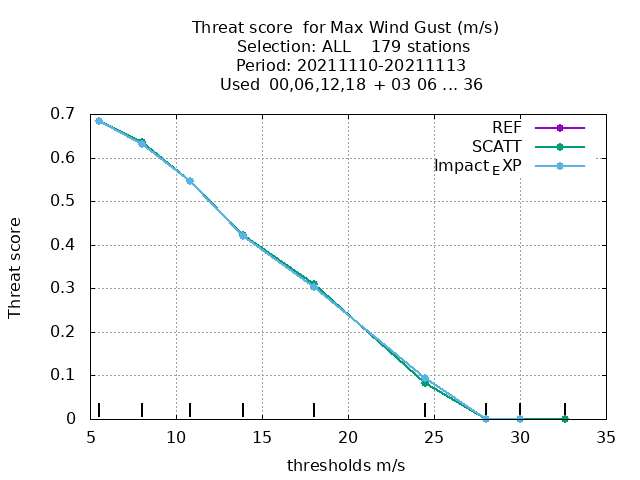 Threat score for Max Wind Gust (m/s)
Selection: ALL 179 stations
Period: 20211110-20211113
Used 00,06,12,18 + 03 06 ... 36
REF
SCATT
Impact_EXP
Threat score
0.7
0.6
0.5
0.4
0.3
0.2
0.1
0
5 10 15 20 25 30 35
thresholds m/s